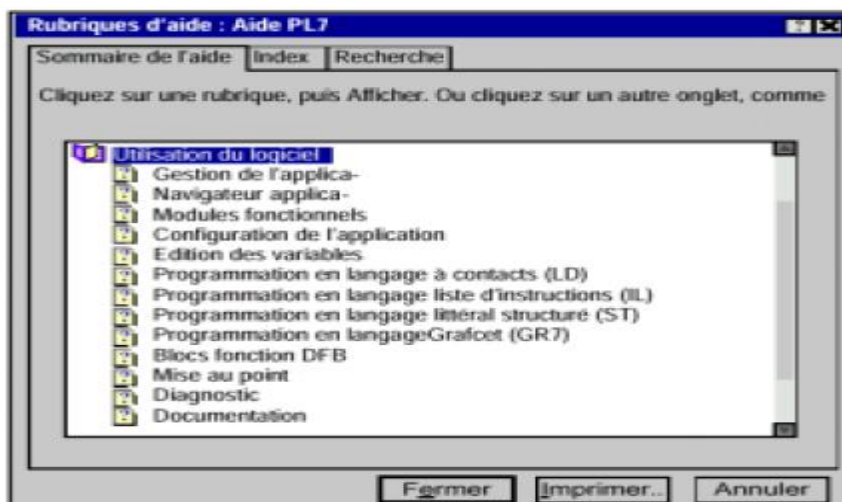 Rubriques d'aide : Aide PL7
Sommaire de l'aide Index Recherche
Cliquez sur une rubrique, puis Afficher. Ou cliquez sur un autre onglet, comme
Utilisation du logiciel
Gestion de l'applica-
Navigateur applica-
Modules fonctionnels
Configuration de l'application
Edition des variables
Programmation en langage à contacts (LD)
Programmation en langage liste d'instructions (IL)
Programmation en langage littéral structuré (ST)
Programmation en langageGrafcet (GR7)
Blocs fonction DFB
Mise au point
Diagnostic
Documentation
Fermer Imprimer.. Annuler